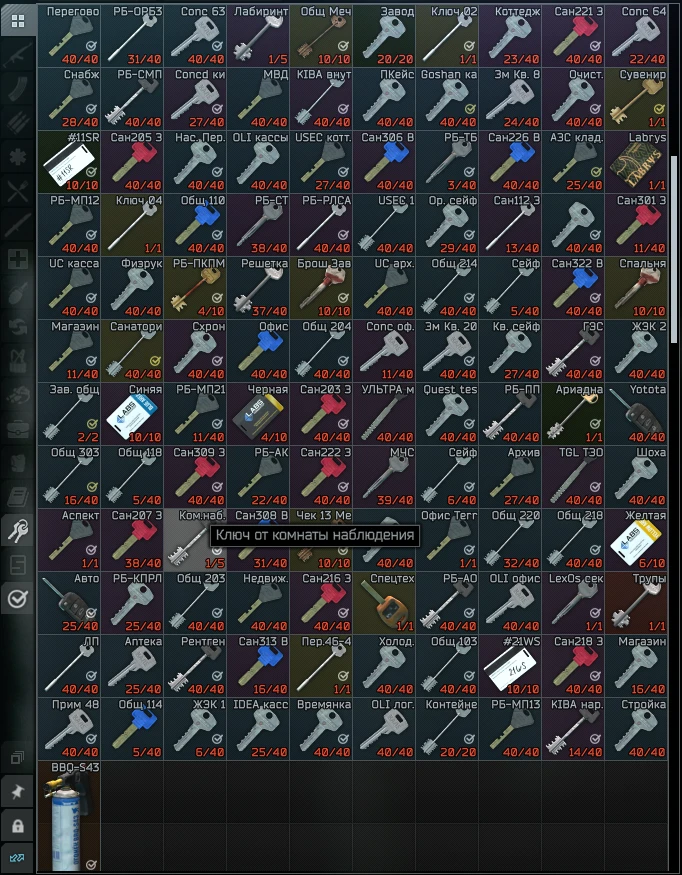 Перегово РБ-ОРБ3 Conc 63 Лабиринт Общ Меч Завод Ключ 02 Коттедж Сан221 З Conc 64
40/40 31/40 40/40 1/5 10/10 20/20 1/1 23/40 40/40 22/40
Снабж РБ-СМП Concd ки МВД KIBA внут ПКейс Goshan ка Эм Кв. 8 Очист. Сувенир
28/40 40/40 27/40 40/40 40/40 40/40 40/40 24/40 40/40 1/1
#11SR Сан205 З Нас. Пер. OLI кассы USEC котт. Сан306 В РБ-ТБ Сан226 В АЗС клад. Labrys
#11SR
10/10 40/40 40/40 40/40 27/40 40/40 3/40 40/40 25/40 1/1
РБ-МП12 Ключ 04 Общ 110 РБ-СТ РБ-РЛСА USEC 1 Ор. сейф Сан112 З Сан301 З
40/40 1/1 40/40 38/40 40/40 40/40 29/40 13/40 40/40 11/40
UC касса Физрук РБ-ПКПМ Решетка Брош.Зав UC арх. Общ 214 Сейф Сан322 В Спальня
40/40 40/40 4/10 37/40 10/10 40/40 40/40 5/40 40/40 10/10
Магазин Санатори Схрон Офис Общ 204 Conc оф. Эм Кв. 20 Кв. сейф ГЭС ЖЭК 2
11/40 40/40 40/40 40/40 40/40 11/40 40/40 27/40 40/40 40/40
Зав. общ Синяя РБ-МП21 Черная Сан203 З УЛЬТРА м Quest tes РБ-ПП Ариадна Yotota
LABS LABS
2/2 10/10 11/40 4/10 40/40 40/40 40/40 40/40 1/1 40/40
Общ 303 Общ 118 Сан309 З РБ-АК Сан222 З МЧС Сейф Архив TGL ТЗО Шоха
16/40 5/40 40/40 22/40 40/40 39/40 6/40 27/40 40/40 40/40
Аспект Сан207 З Ком.наб. Сан308 В Чек 13 Ме Офис Тегг Общ 220 Общ 218 Желтая
Ключ от комнаты наблюдения
LABS
1/1 38/40 1/5 31/40 10/10 40/40 1/1 32/40 40/40 6/10
Авто РБ-КПРЛ Общ 203 Недвиж. Сан216 З Спецтех РБ-АО OLI офис LexOs сек Трупы
25/40 25/40 40/40 40/40 10/40 1/1 40/40 40/40 1/1 1/1
ЛП Аптека Рентген Сан313 В Пер.46-4 Холод. Общ 103 #21WS Сан218 З Магазин
21WS
40/40 25/40 40/40 16/40 1/1 40/40 40/40 10/10 40/40 16/40
Прим 48 Общ 114 ЖЭК 1 IDEA касс Времянка OLI лог. Контейне РБ-МП13 KIBA нар. Стройка
40/40 5/40 6/40 25/40 40/40 40/40 20/20 40/40 14/40 40/40
BBQ-S43